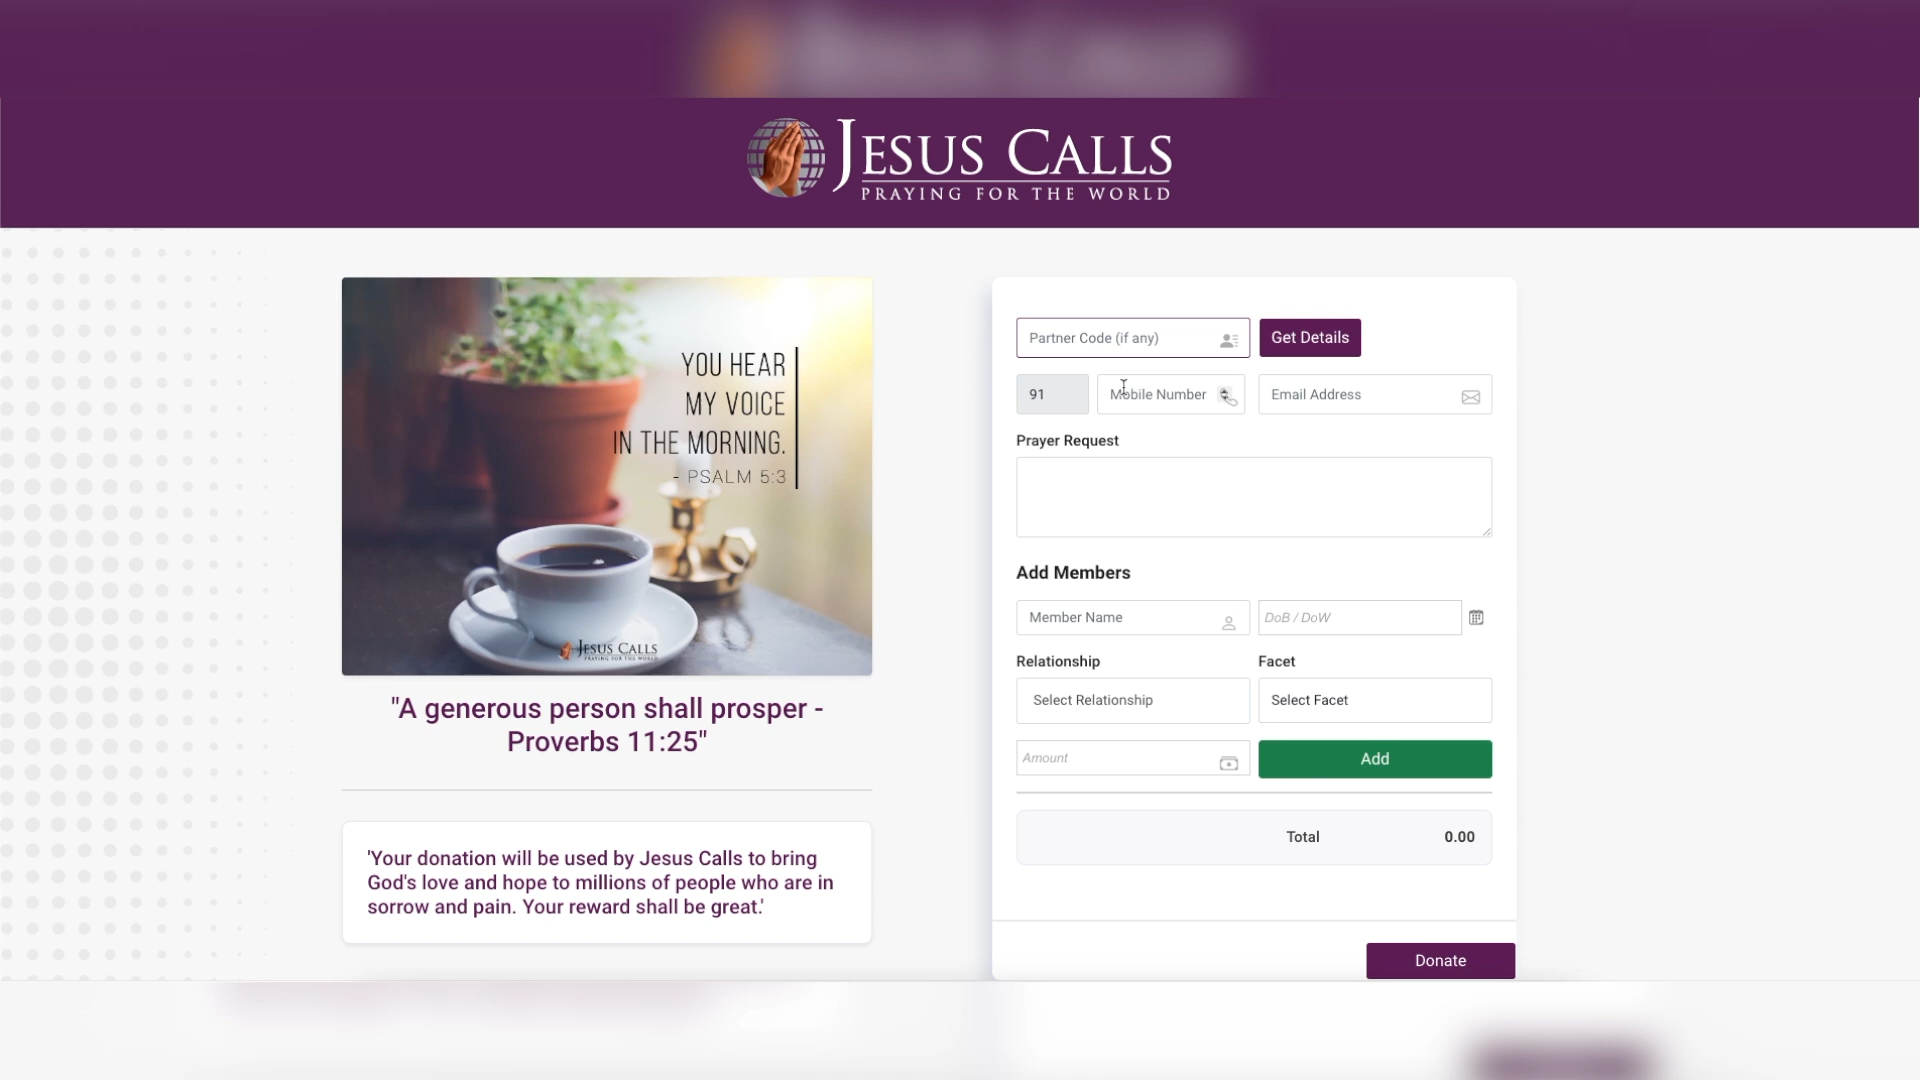 JESUS CALLS
PRAYING FOR THE WORLD
YOU HEAR
MY VOICE
IN THE MORNING.
- PSALM 5:3
JESUS CALLS
PRAYING FOR THE WORLD
"A generous person shall prosper -
Proverbs 11:25"
'Your donation will be used by Jesus Calls to bring
God's love and hope to millions of people who are in
sorrow and pain. Your reward shall be great.'
Partner Code (if any)
Get Details
91
Mobile Number
Email Address
Prayer Request
Add Members
Member Name
DoB / DoW
Relationship
Facet
Select Relationship
Select Facet
Amount
Add
Total 0.00
Donate